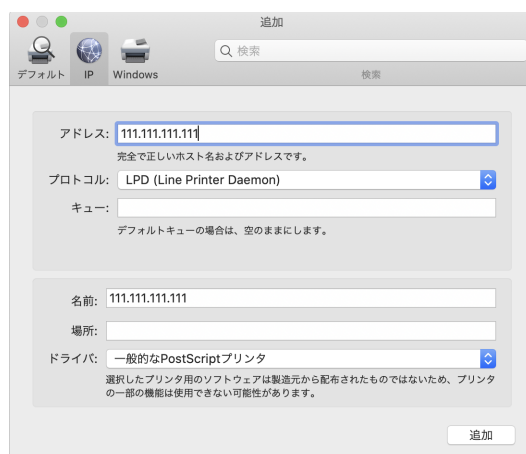 追加
検索
デフォルト IP Windows 検索
アドレス: 111.111.111.111
完全で正しいホスト名およびアドレスです。
プロトコル: LPD (Line Printer Daemon)
キュー:
デフォルトキューの場合は、空のままにします。
名前: 111.111.111.111
場所:
ドライバ: 一般的なPostScriptプリンタ
選択したプリンタ用のソフトウェアは製造元から配布されたものではないため、プリンタ
の一部の機能は使用できない可能性があります。
追加